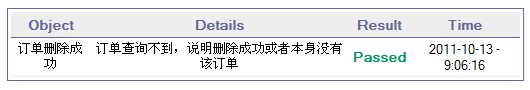 Object Details Result Time
订单删除成 订单查询不到，说明删除成功或者本身没有 Passed 2011-10-13 -
功 该订单 9:06:16